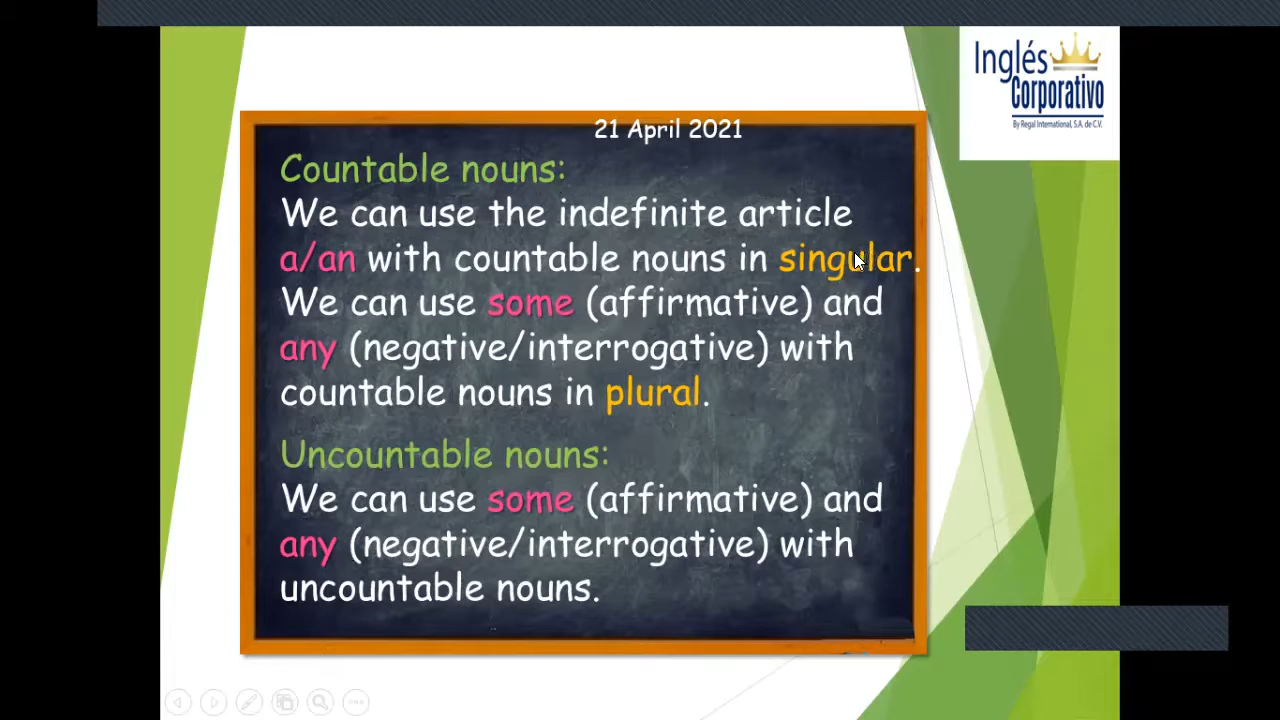 Inglés
Corporativo
By Regal International, S.A. de C.V.
21 April 2021
Countable nouns:
We can use the indefinite article
a/an with countable nouns in singular.
We can use some (affirmative) and
any (negative/interrogative) with
countable nouns in plural.
Uncountable nouns:
We can use some (affirmative) and
any (negative/interrogative) with
uncountable nouns.